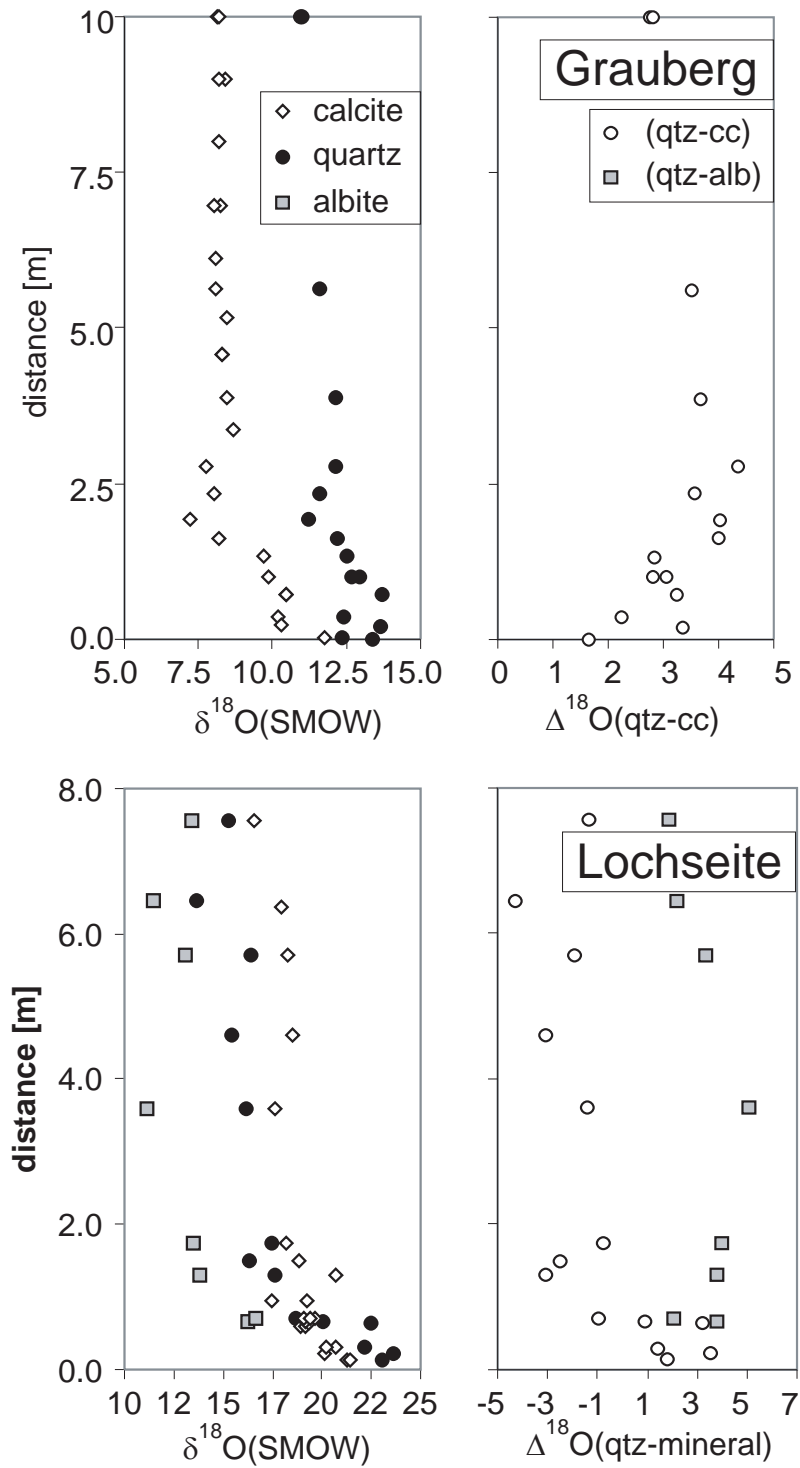 10
7.5
5.0
2.5
0.0
distance [m]
calcite
quartz
albite
5.0 7.5 10.0 12.5 15.0
δ18O(SMOW)
Grauberg
(qtz-cc)
(qtz-alb)
0 1 2 3 4 5
Δ18O(qtz-cc)
8.0
6.0
4.0
2.0
0.0
distance [m]
10 12 15 17 20 22 25
δ18O(SMOW)
Lochseite
-5 -3 -1 1 3 5 7
Δ18O(qtz-mineral)